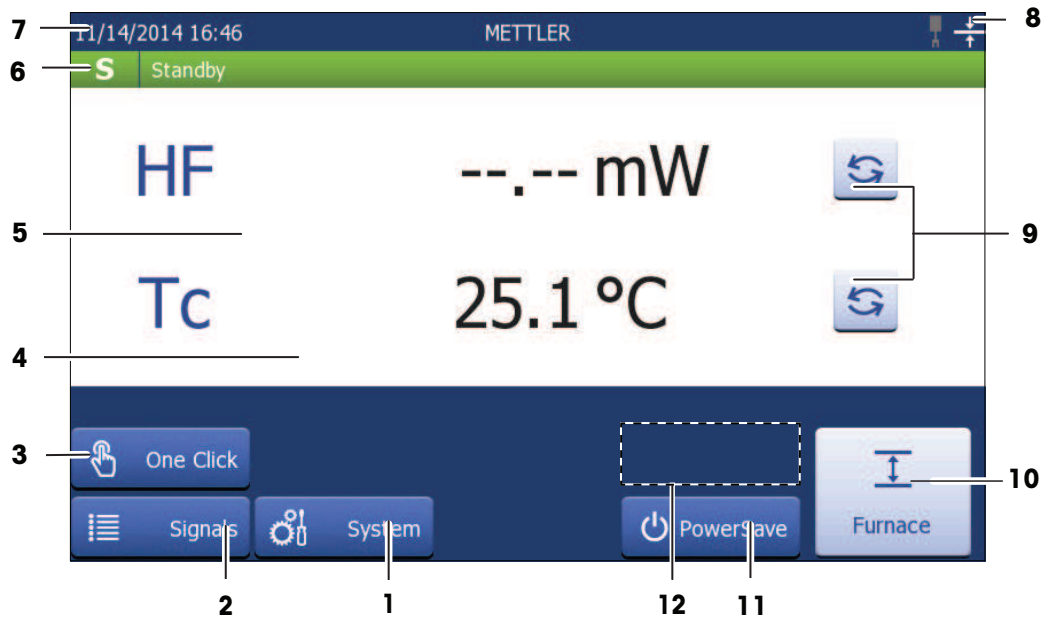 7 11/14/2014 16:46 METTLER 8
6 S Standby
HF --.-- mW
5 9
Tc 25.1 °C
4
3 One Click
10
Signals System PowerSave Furnace
2 1 12 11